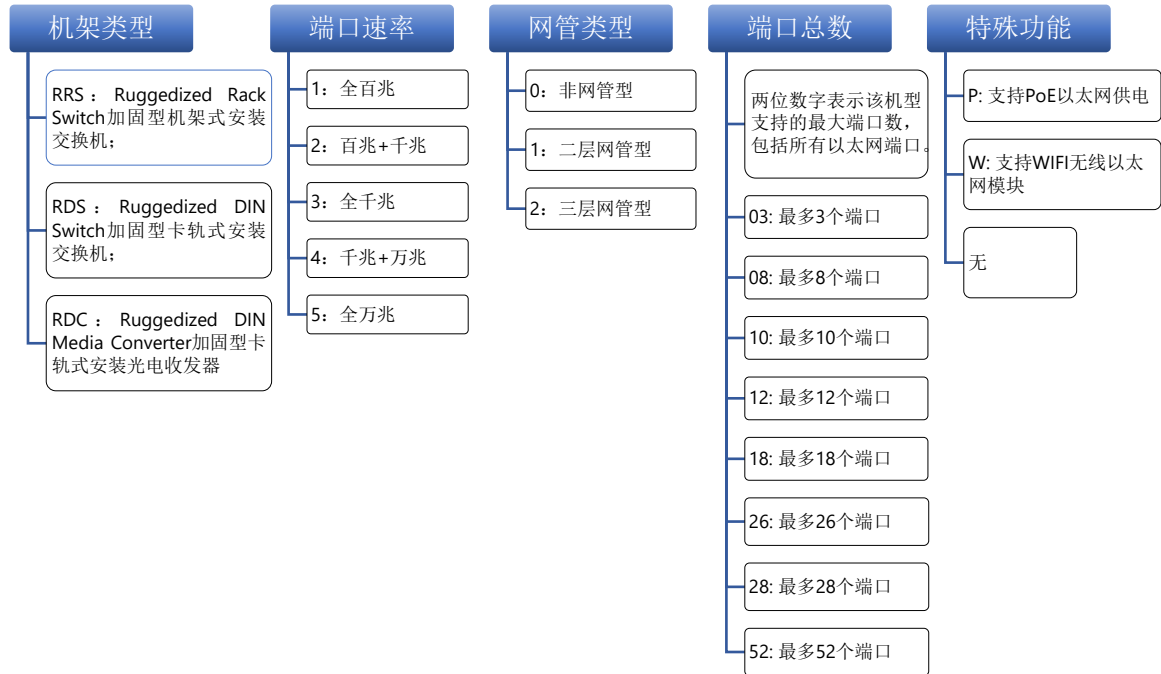 机架类型
RRS： Ruggedized Rack
Switch加固型机架式安装
交换机;
RDS： Ruggedized DIN
Switch加固型卡轨式安装
交换机;
RDC： Ruggedized DIN
Media Converter加固型卡
轨式安装光电收发器
端口速率
1：全百兆
2：百兆+千兆
3：全千兆
4：千兆+万兆
5：全万兆
网管类型
0：非网管型
1：二层网管型
2：三层网管型
端口总数
两位数字表示该机型
支持的最大端口数，
包括所有以太网端口。
03: 最多3个端口
08: 最多8个端口
10: 最多10个端口
12: 最多12个端口
18: 最多18个端口
26: 最多26个端口
28: 最多28个端口
52: 最多52个端口
特殊功能
P: 支持PoE以太网供电
W: 支持WIFI无线以太
网模块
无